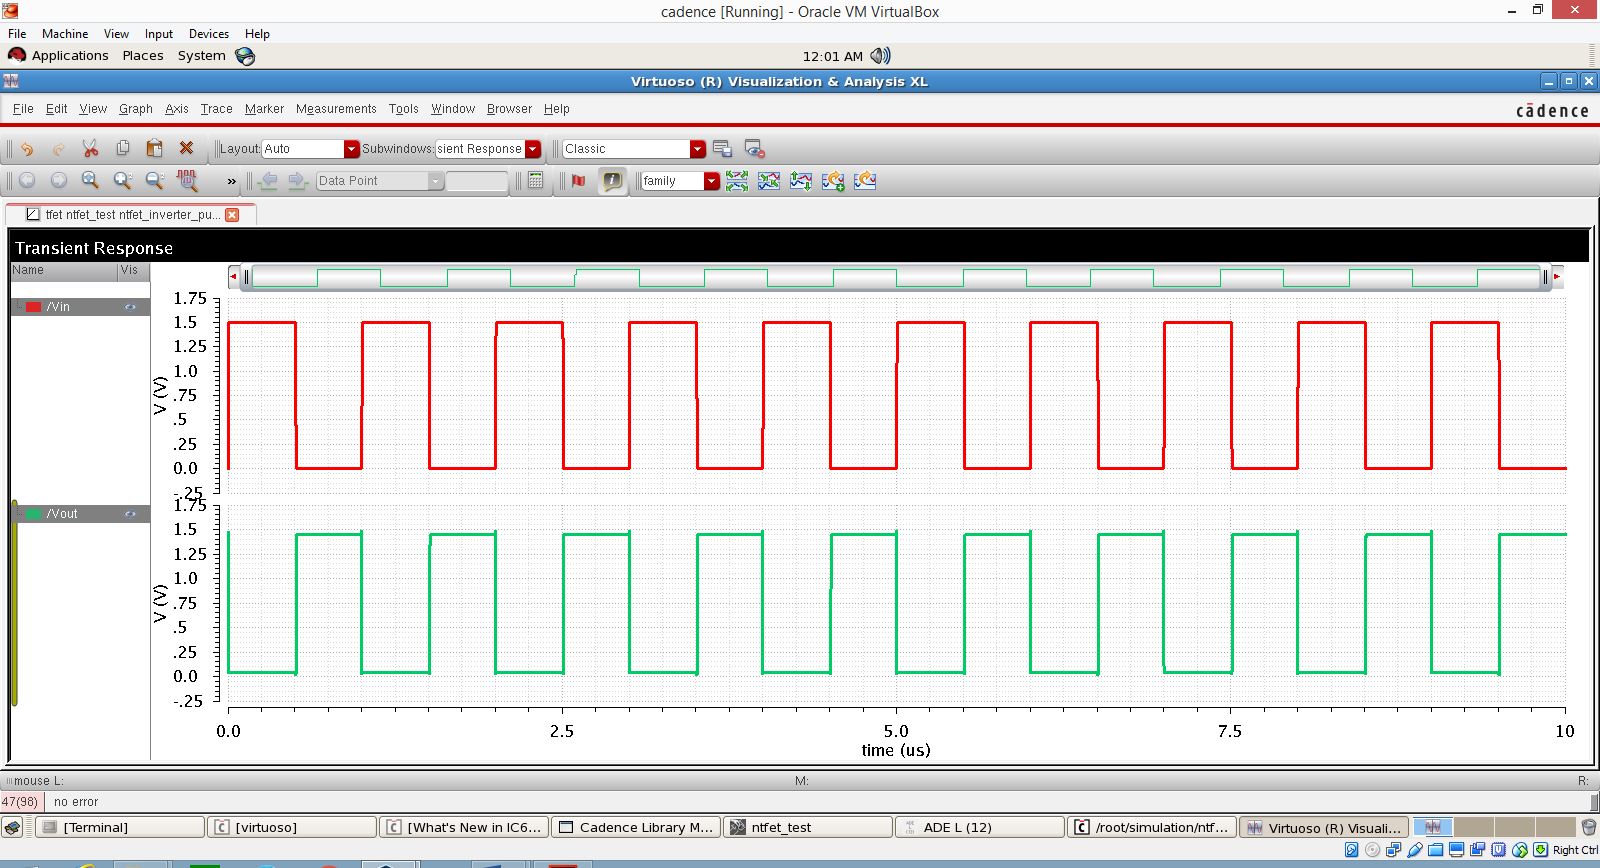 cadence [Running] - Oracle VM VirtualBox
File Machine View Input Devices Help
Applications Places System 12:01 AM
Virtuoso (R) Visualization & Analysis XL
File Edit View Graph Axis Trace Marker Measurements Tools Window Browser Help
cādence
Layout: Auto Subwindows: sient Response Classic
» Data Point family
tfet ntfet_test ntfet_inverter_pu...
Transient Response
Name Vis
/Vin
1.75
1.5
1.25
1.0
.75
.5
.25
0.0
-.25
V (V)
/Vout
1.75
1.5
1.25
1.0
.75
.5
.25
0.0
-.25
V (V)
0.0 2.5 5.0 7.5 10
time (us)
mouse L: M: R:
47(98) no error
[Terminal] [virtuoso] [What's New in IC6... Cadence Library M... ntfet_test ADE L (12) /root/simulation/ntf... Virtuoso (R) Visuali...
Right Ctrl